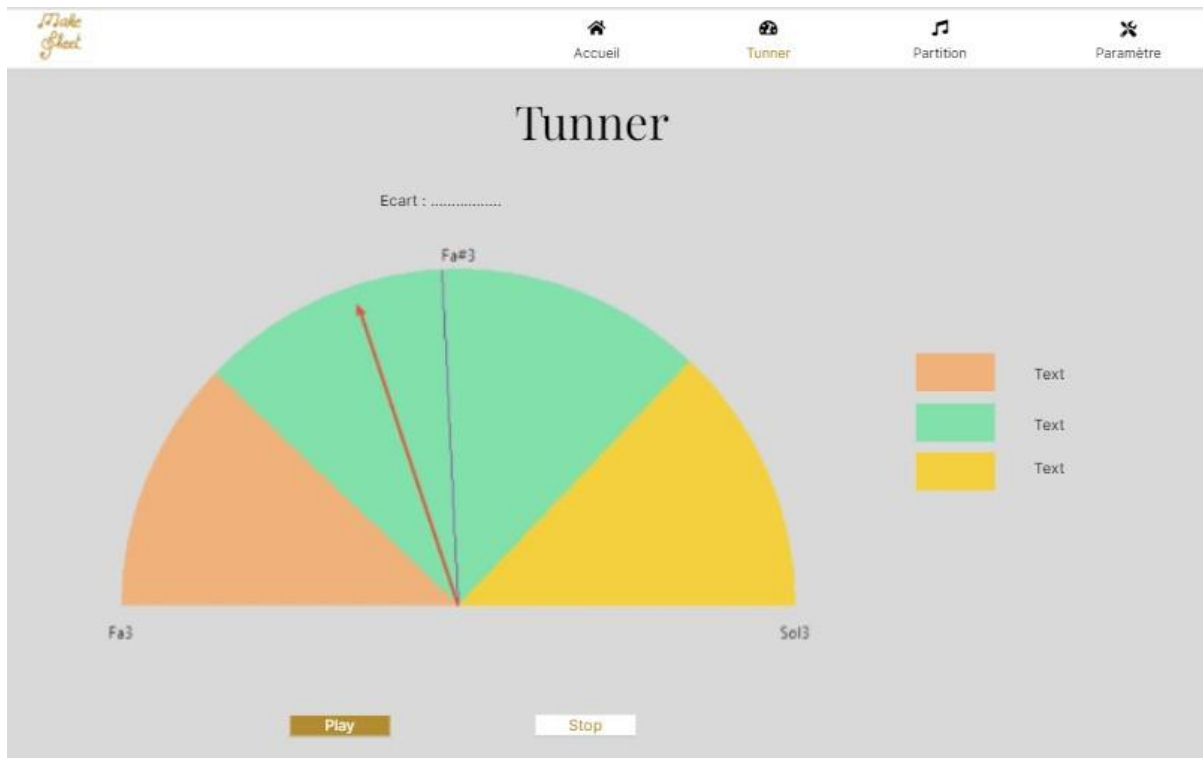 Make
Sheet
Accueil
Tunner
Partition
Paramètre
Tunner
Ecart : .................
Fa#3
Text
Text
Text
Fa3
Sol3
Play
Stop